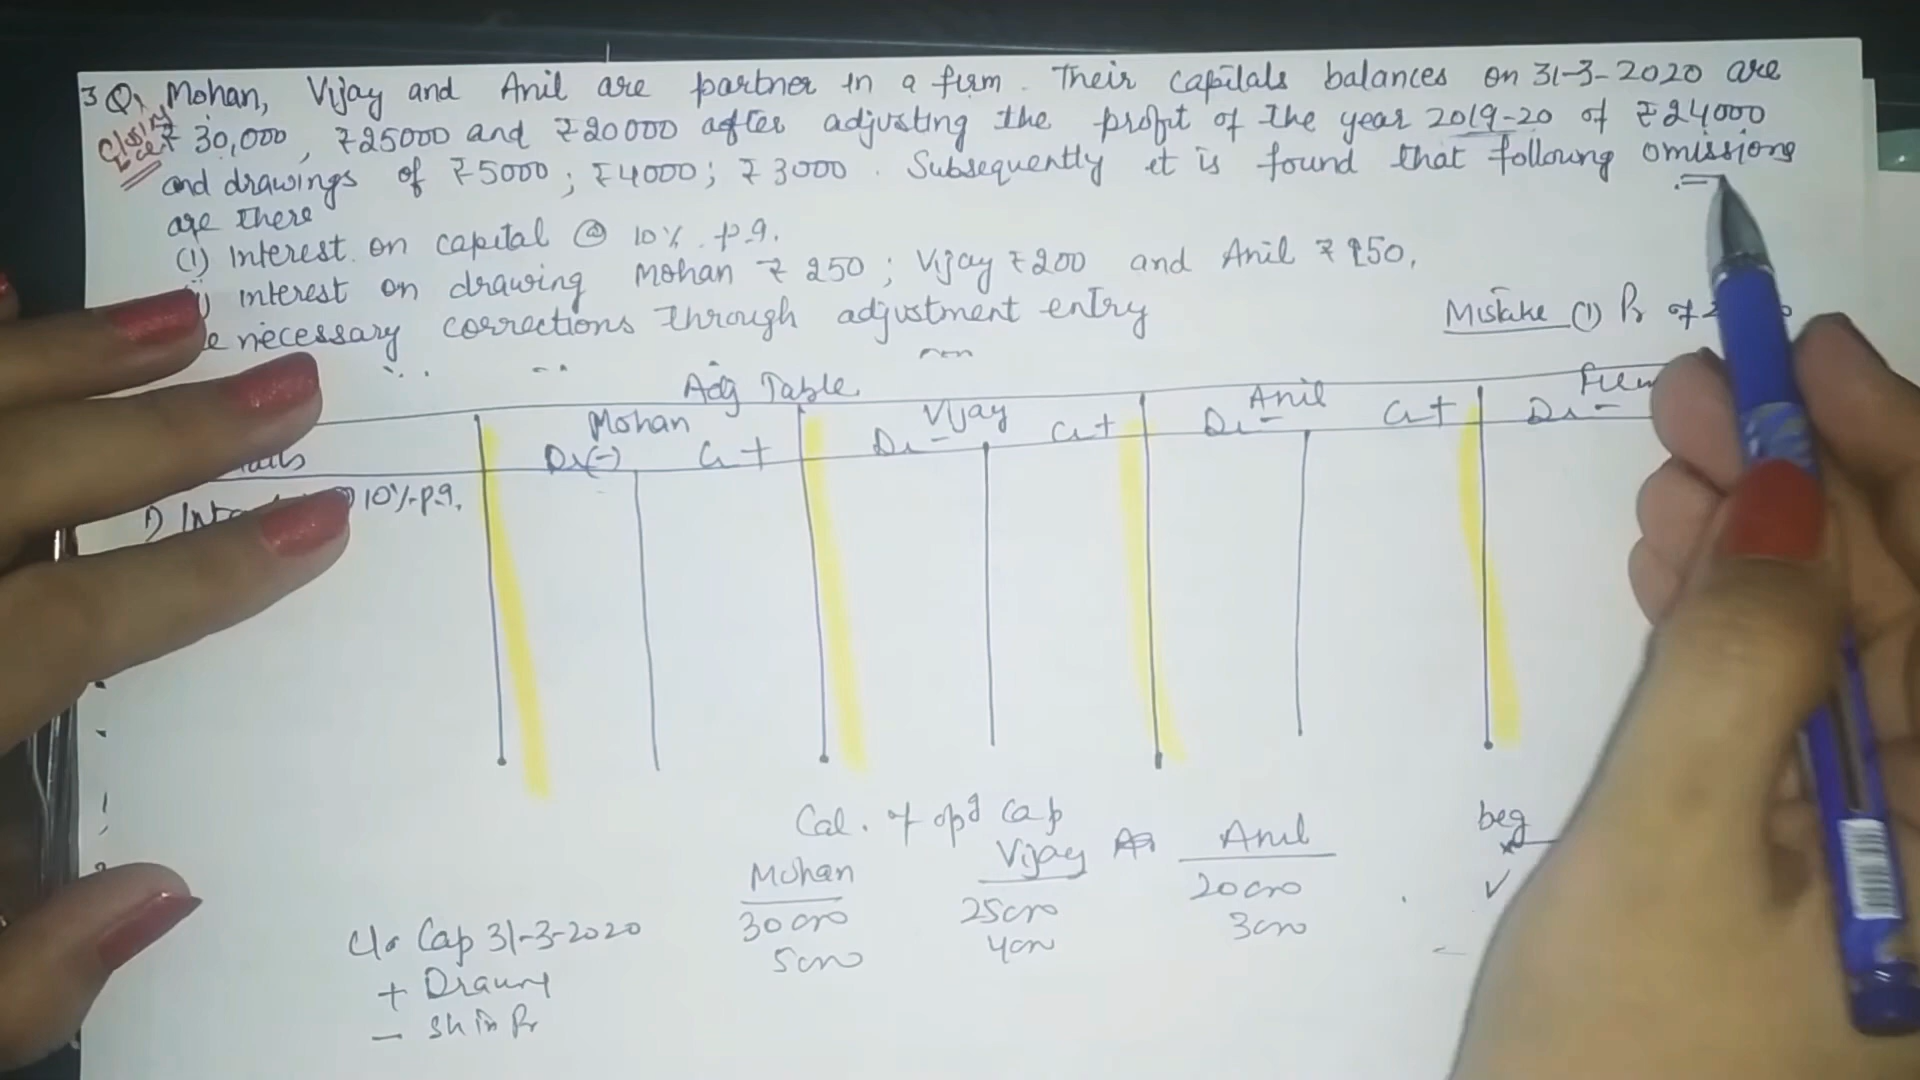 3 Q, Mohan, Vijay and Anil are partner in a firm. Their capitals balances on 31-3-2020 are
Closing
₹ 30,000, ₹25000 and ₹20000 after adjusting the profit of the year 2019-20 of ₹24000
and drawings of ₹5000; ₹4000; ₹3000. Subsequently it is found that following omissions
are there
(1) Interest on capital @ 10% p.a.
interest on drawing Mohan ₹250; Vijay ₹200 and Anil ₹150.
necessary corrections through adjustment entry
Mistake (1) Pr of
Adj Table
Mohan Vijay Anil Firm
Dr(-) Cr + Dr - Cr + Dr - Cr + Dr -
1) 10% p.a.
Cal. of opg Cap
beg
Mohan Vijay Anil
Clo Cap 31-3-2020 30000 25000 20000
+ Drawing 5000 4000 3000
- Sh in Pr